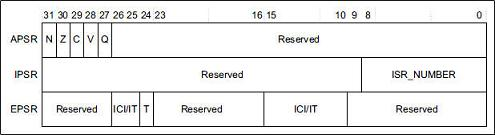 31 30 29 28 27 26 25 24 23 16 15 10 9 8 0
APSR N Z C V Q Reserved
IPSR Reserved ISR_NUMBER
EPSR Reserved ICI/IT T Reserved ICI/IT Reserved